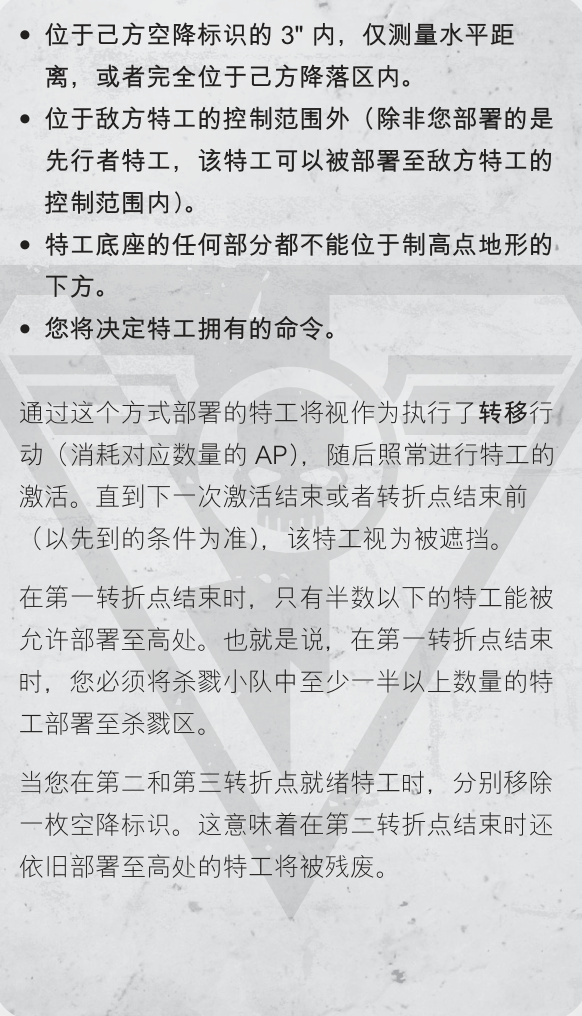 • 位于己方空降标识的 3" 内，仅测量水平距
离，或者完全位于己方降落区内。
• 位于敌方特工的控制范围外（除非您部署的是
先行者特工，该特工可以被部署至敌方特工的
控制范围内）。
• 特工底座的任何部分都不能位于制高点地形的
下方。
• 您将决定特工拥有的命令。
通过这个方式部署的特工将视作为执行了转移行
动（消耗对应数量的 AP），随后照常进行特工的
激活。直到下一次激活结束或者转折点结束前
（以先到的条件为准），该特工视为被遮挡。
在第一转折点结束时，只有半数以下的特工能被
允许部署至高处。也就是说，在第一转折点结束
时，您必须将杀戮小队中至少一半以上数量的特
工部署至杀戮区。
当您在第二和第三转折点就绪特工时，分别移除
一枚空降标识。这意味着在第二转折点结束时还
依旧部署至高处的特工将被残废。